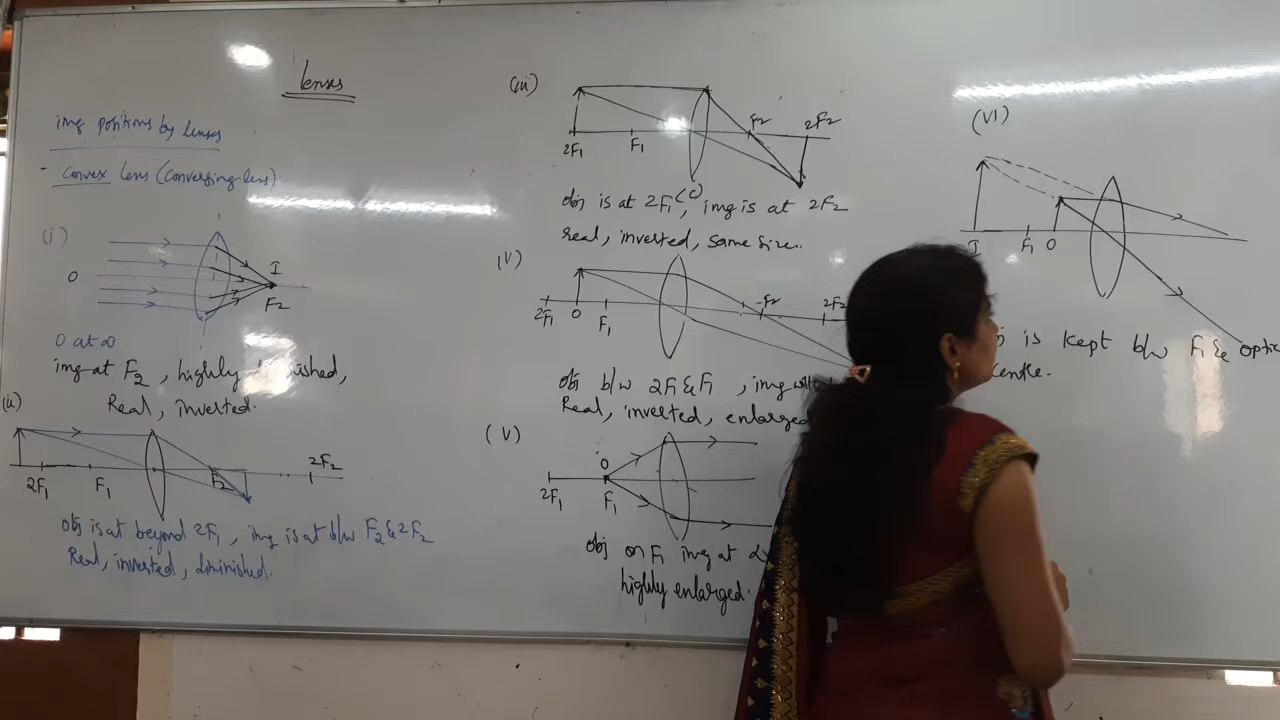 Lenses
img positions by lenses
- Convex lens (Converging lens)
(i)
O
I
F2
O at ∞
img at F2, highly diminished,
Real, inverted.
(ii)
2F1 F1 F2 2F2
Obj is at beyond 2F1, img is at b/w F2 & 2F2
Real, inverted, diminished.
(iii)
2F1 F1 F2 2F2
Obj is at 2F1(C), img is at 2F2
real, inverted, same size.
(V)
2F1 O F1 F2 2F2
Obj b/w 2F1 & F1, img will
Real, inverted, enlarged
(V)
O
2F1 F1
Obj on F1 img at
highly enlarged.
(VI)
I F1 O
is kept b/w F1 & optic
centre.